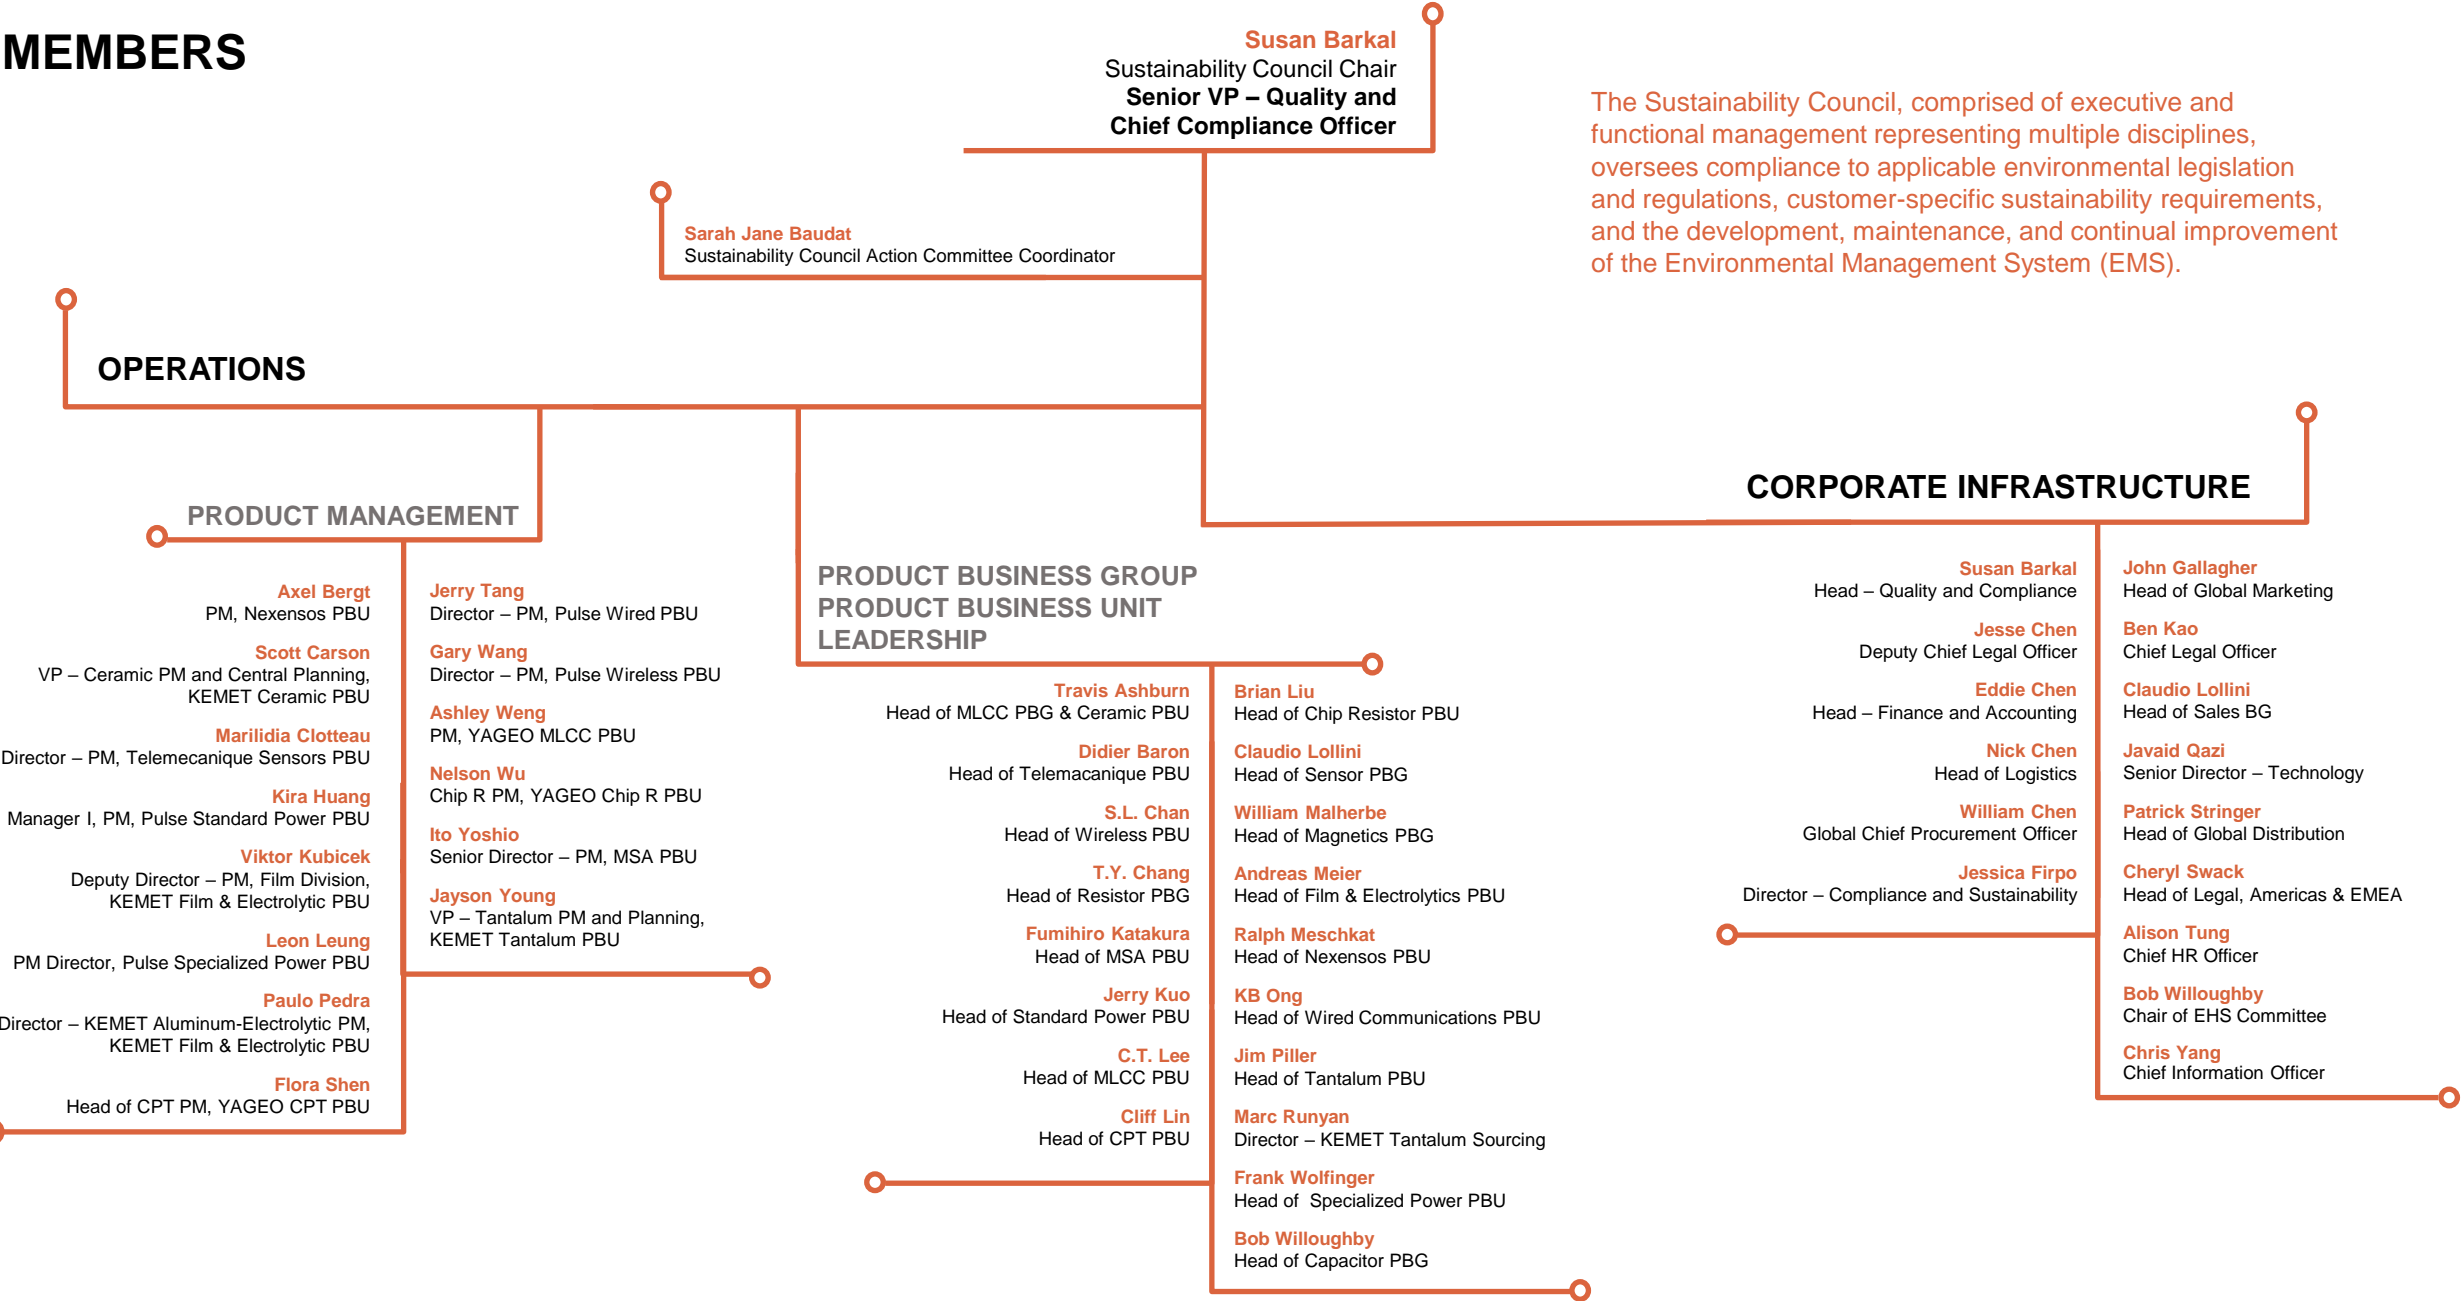 MEMBERS
Susan Barkal
Sustainability Council Chair
Senior VP – Quality and
Chief Compliance Officer
The Sustainability Council, comprised of executive and
functional management representing multiple disciplines,
oversees compliance to applicable environmental legislation
and regulations, customer-specific sustainability requirements,
and the development, maintenance, and continual improvement
of the Environmental Management System (EMS).
Sarah Jane Baudat
Sustainability Council Action Committee Coordinator
OPERATIONS
PRODUCT MANAGEMENT
Axel Bergt
PM, Nexensos PBU
Scott Carson
VP – Ceramic PM and Central Planning,
KEMET Ceramic PBU
Marilidia Clotteau
Director – PM, Telemecanique Sensors PBU
Kira Huang
Manager I, PM, Pulse Standard Power PBU
Viktor Kubicek
Deputy Director – PM, Film Division,
KEMET Film & Electrolytic PBU
Leon Leung
PM Director, Pulse Specialized Power PBU
Paulo Pedra
Director – KEMET Aluminum-Electrolytic PM,
KEMET Film & Electrolytic PBU
Flora Shen
Head of CPT PM, YAGEO CPT PBU
Jerry Tang
Director – PM, Pulse Wired PBU
Gary Wang
Director – PM, Pulse Wireless PBU
Ashley Weng
PM, YAGEO MLCC PBU
Nelson Wu
Chip R PM, YAGEO Chip R PBU
Ito Yoshio
Senior Director – PM, MSA PBU
Jayson Young
VP – Tantalum PM and Planning,
KEMET Tantalum PBU
PRODUCT BUSINESS GROUP
PRODUCT BUSINESS UNIT
LEADERSHIP
Travis Ashburn
Head of MLCC PBG & Ceramic PBU
Didier Baron
Head of Telemacanique PBU
S.L. Chan
Head of Wireless PBU
T.Y. Chang
Head of Resistor PBG
Fumihiro Katakura
Head of MSA PBU
Jerry Kuo
Head of Standard Power PBU
C.T. Lee
Head of MLCC PBU
Cliff Lin
Head of CPT PBU
Brian Liu
Head of Chip Resistor PBU
Claudio Lollini
Head of Sensor PBG
William Malherbe
Head of Magnetics PBG
Andreas Meier
Head of Film & Electrolytics PBU
Ralph Meschkat
Head of Nexensos PBU
KB Ong
Head of Wired Communications PBU
Jim Piller
Head of Tantalum PBU
Marc Runyan
Director – KEMET Tantalum Sourcing
Frank Wolfinger
Head of Specialized Power PBU
Bob Willoughby
Head of Capacitor PBG
CORPORATE INFRASTRUCTURE
Susan Barkal
Head – Quality and Compliance
Jesse Chen
Deputy Chief Legal Officer
Eddie Chen
Head – Finance and Accounting
Nick Chen
Head of Logistics
William Chen
Global Chief Procurement Officer
Jessica Firpo
Director – Compliance and Sustainability
John Gallagher
Head of Global Marketing
Ben Kao
Chief Legal Officer
Claudio Lollini
Head of Sales BG
Javaid Qazi
Senior Director – Technology
Patrick Stringer
Head of Global Distribution
Cheryl Swack
Head of Legal, Americas & EMEA
Alison Tung
Chief HR Officer
Bob Willoughby
Chair of EHS Committee
Chris Yang
Chief Information Officer